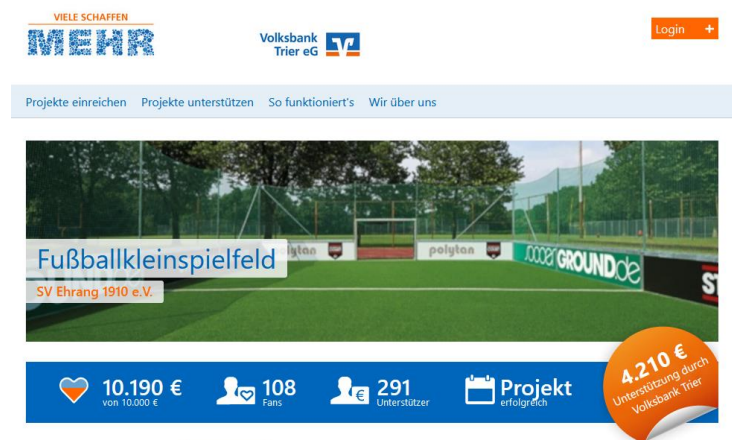 VIELE SCHAFFEN
MEHR
Volksbank
Trier eG
Login +
Projekte einreichen Projekte unterstützen So funktioniert's Wir über uns
polytan
polytan
soccerGROUND.de
Fußballkleinspielfeld
SV Ehrang 1910 e.V.
10.190 €
von 10.000 €
108
Fans
291
Unterstützer
Projekt
erfolgreich
4.210 €
Unterstützung durch
Volksbank Trier